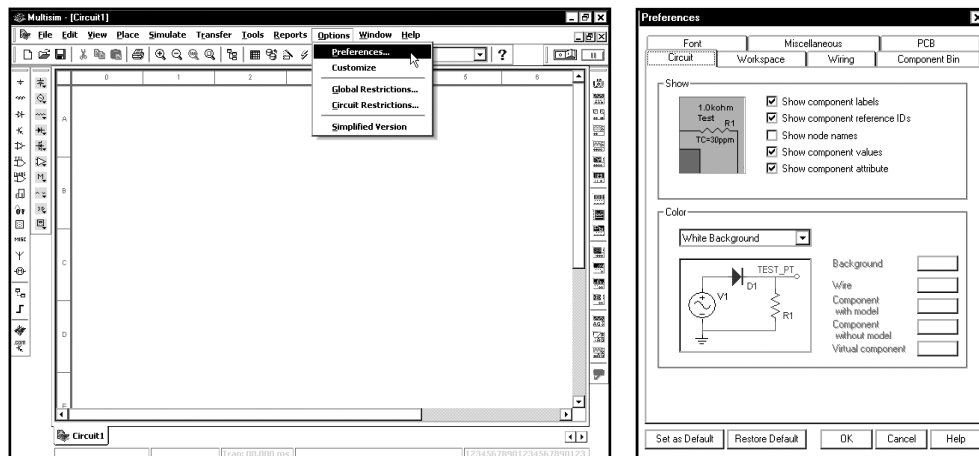 Multisim - [Circuit1]
File Edit View Place Simulate Transfer Tools Reports Options Window Help
Preferences...
Customize
Global Restrictions...
Circuit Restrictions...
Simplified Version
0 1 2 5 6
A
B
C
D
MISC
Circuit1
Tran: 00.000 ms
12345678901234567890123
Preferences
Font Miscellaneous PCB
Circuit Workspace Wiring Component Bin
Show
1.0kohm
Test
R1
TC=30ppm
Show component labels
Show component reference IDs
Show node names
Show component values
Show component attribute
Color
White Background
TEST_PT
D1
V1
R1
Background
Wire
Component
with model
Component
without model
Virtual component
Set as Default Restore Default OK Cancel Help